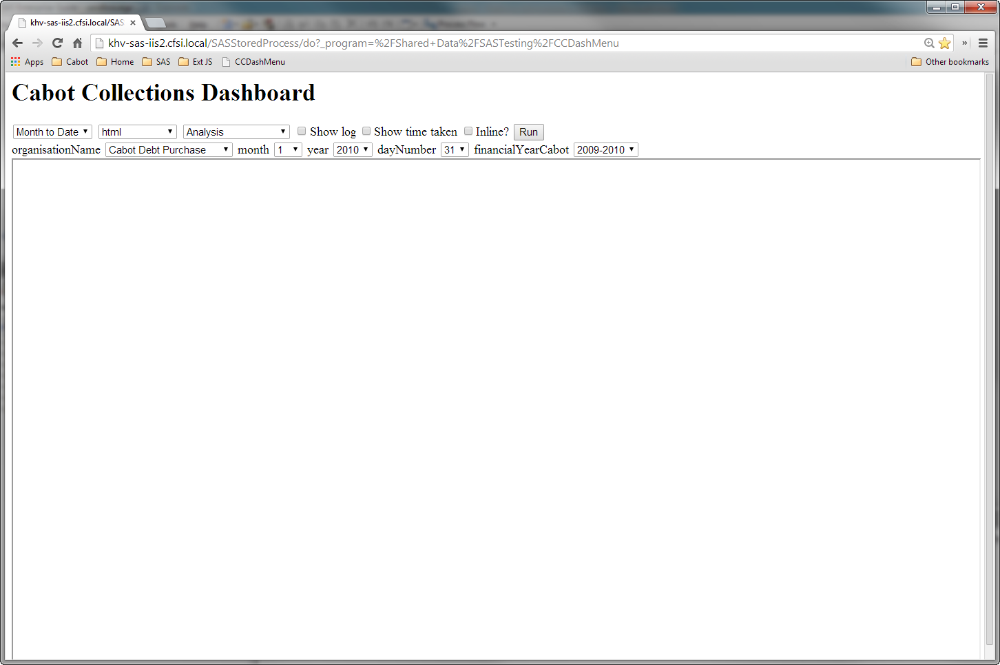 khv-sas-iis2.cfsi.local/SAS
khv-sas-iis2.cfsi.local/SASStoredProcess/do?_program=%2FShared+Data%2FSASTesting%2FCCDashMenu »
Apps Cabot Home SAS Ext JS CCDashMenu Other bookmarks
Cabot Collections Dashboard
Month to Date html Analysis Show log Show time taken Inline? Run
organisationName Cabot Debt Purchase month 1 year 2010 dayNumber 31 financialYearCabot 2009-2010